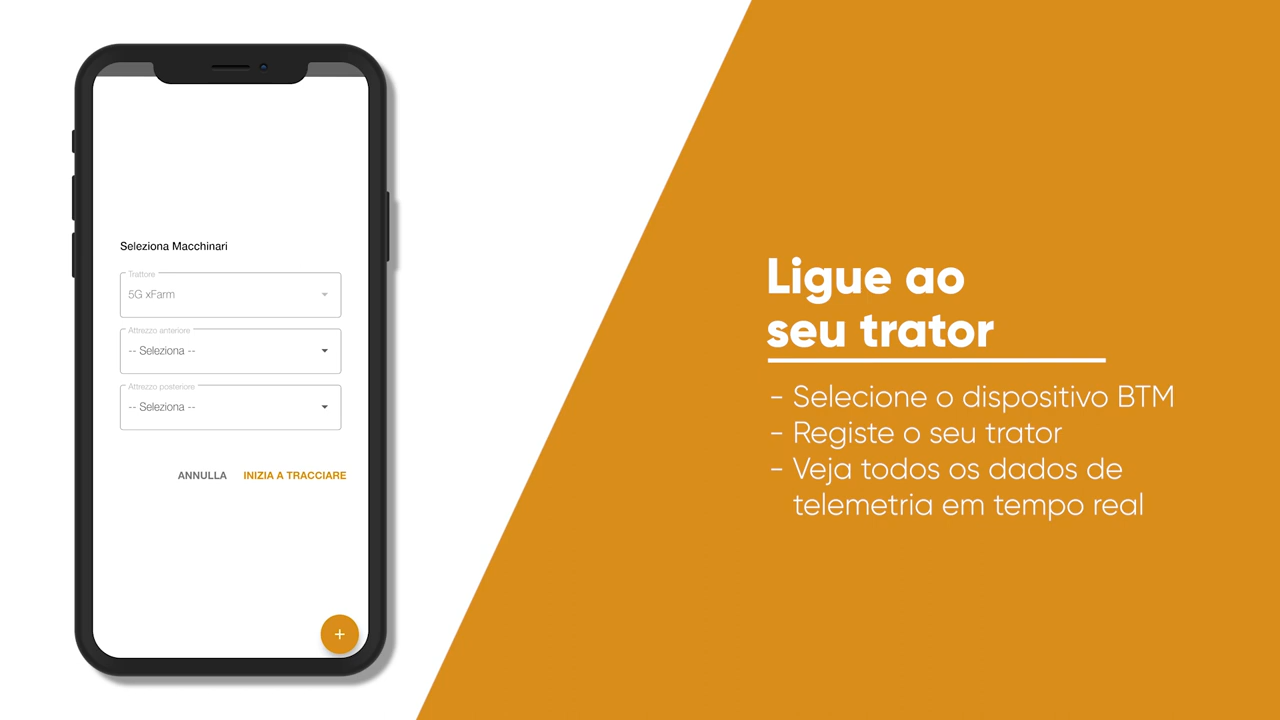 Seleziona Macchinari
Trattore
5G xFarm
Attrezzo anteriore
-- Seleziona --
Attrezzo posteriore
-- Seleziona --
ANNULLA INIZIA A TRACCIARE
+
Ligue ao
seu trator
- Selecione o dispositivo BTM
- Registe o seu trator
- Veja todos os dados de
telemetria em tempo real